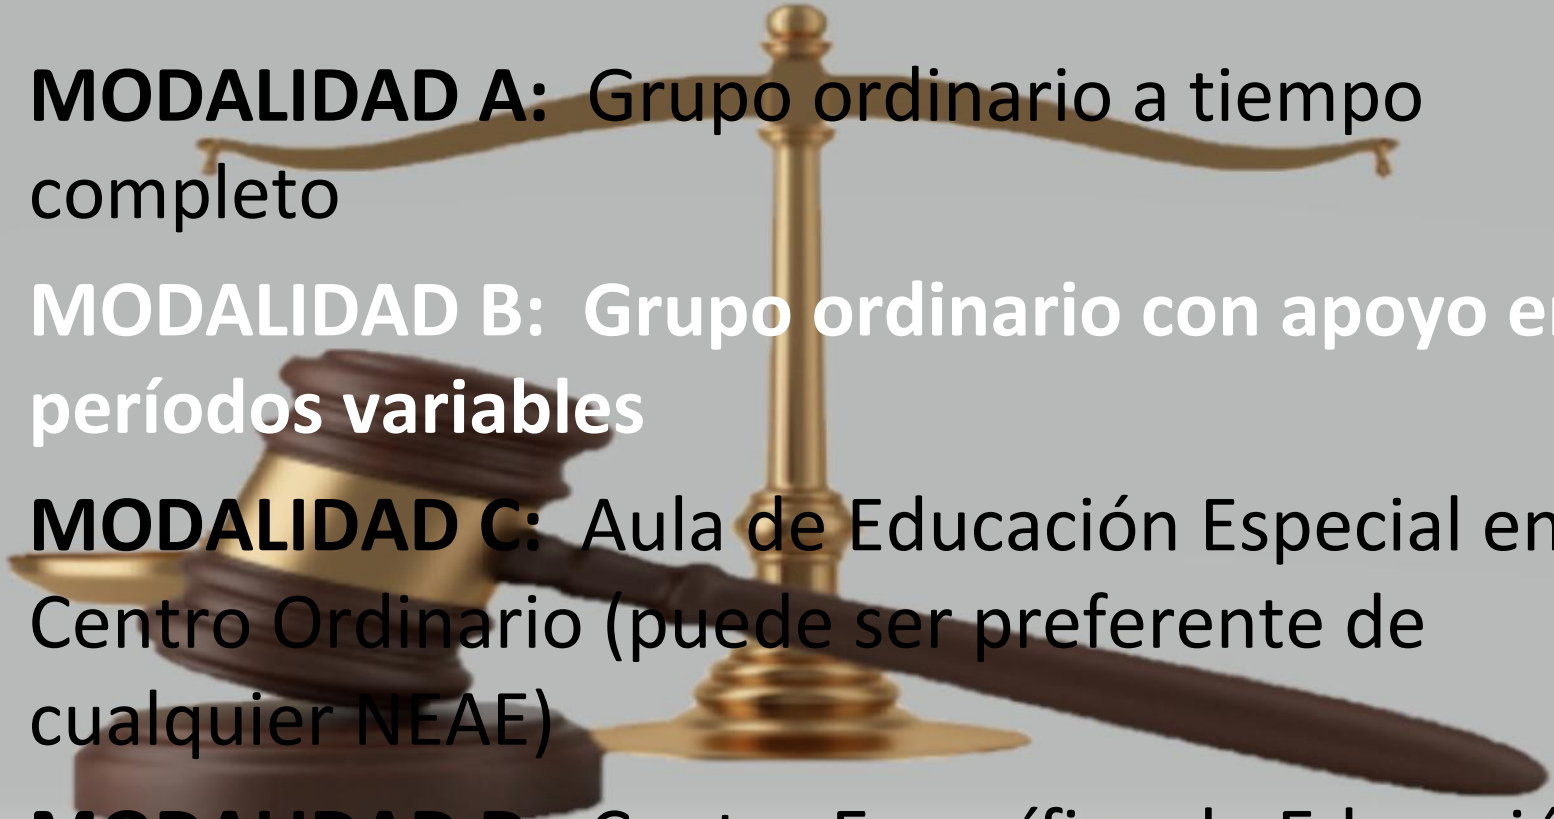 MODALIDAD A: Grupo ordinario a tiempo
completo
MODALIDAD B: Grupo ordinario con apoyo
períodos variables
MODALIDAD C: Aula de Educación Especial en
Centro Ordinario (puede ser preferente de
cualquier NEAE)